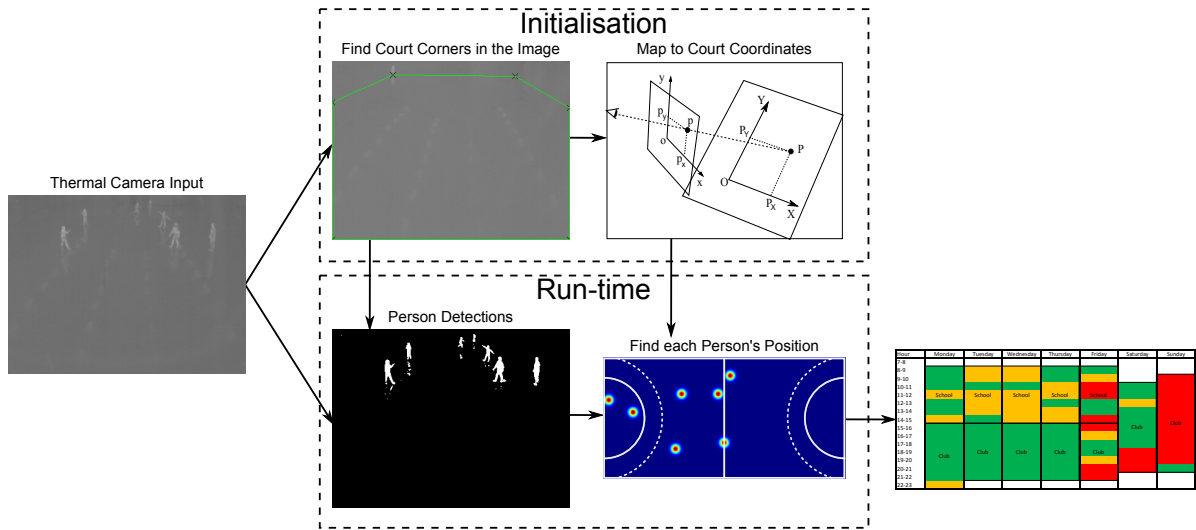 Initialisation
Find Court Corners in the Image
Map to Court Coordinates
y
Y
p_y
p
P_Y
P
o
p_x
x
O
P_X
X
Thermal Camera Input
Run-time
Person Detections
Find each Person's Position
Hour Monday Tuesday Wednesday Thursday Friday Saturday Sunday
7-8
8-9
9-10
10-11
11-12 School School School School School
12-13
13-14
14-15
15-16 Club
16-17
17-18
18-19 Club Club Club Club Club
19-20
20-21
21-22
22-23